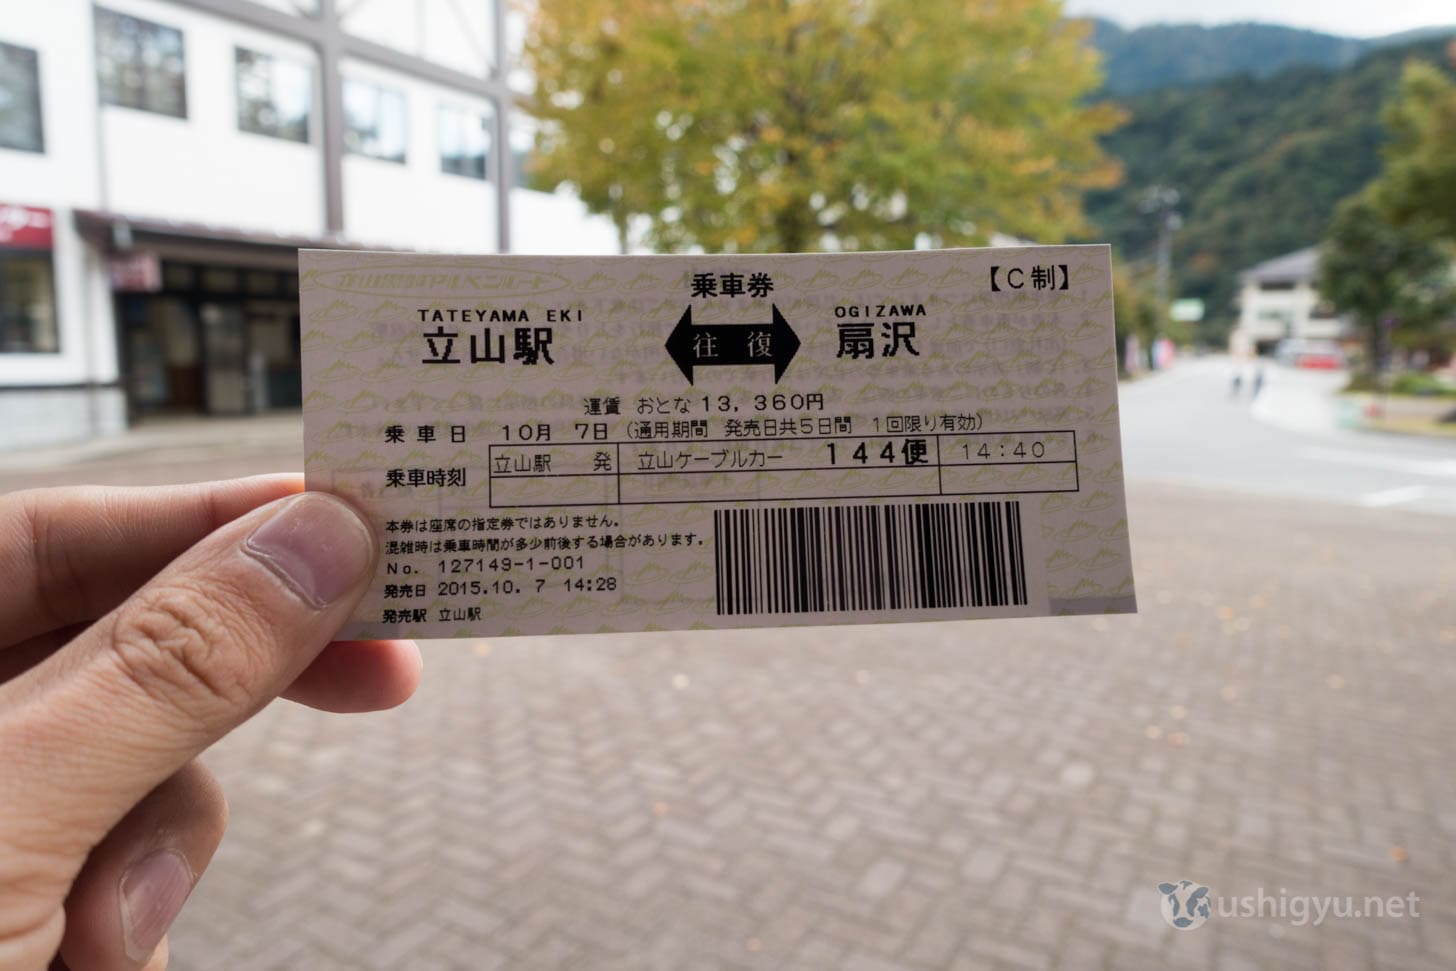 乗車券
【C制】
TATEYAMA EKI
OGIZAWA
立山駅
往復
扇沢
運賃 おとな13,360円
乗車日 10月 7日 (通用期間 発売日共5日間 1回限り有効)
乗車時刻
立山駅 発 立山ケーブルカー 144便 14:40
本券は座席の指定券ではありません。
混雑時は乗車時間が多少前後する場合があります。
No. 127149-1-001
発売日 2015.10. 7 14:28
発売駅 立山駅
ushigyu.net